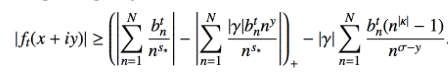 |f_t(x + iy)| ≥ ( |∑_{n=1}^{N} b_n^t / n^{s_*}| − |∑_{n=1}^{N} |γ|b_n^t n^y / n^{s_*}| )_+ − |γ| ∑_{n=1}^{N} b_n^t(n^{|κ|} − 1) / n^{σ−y}.